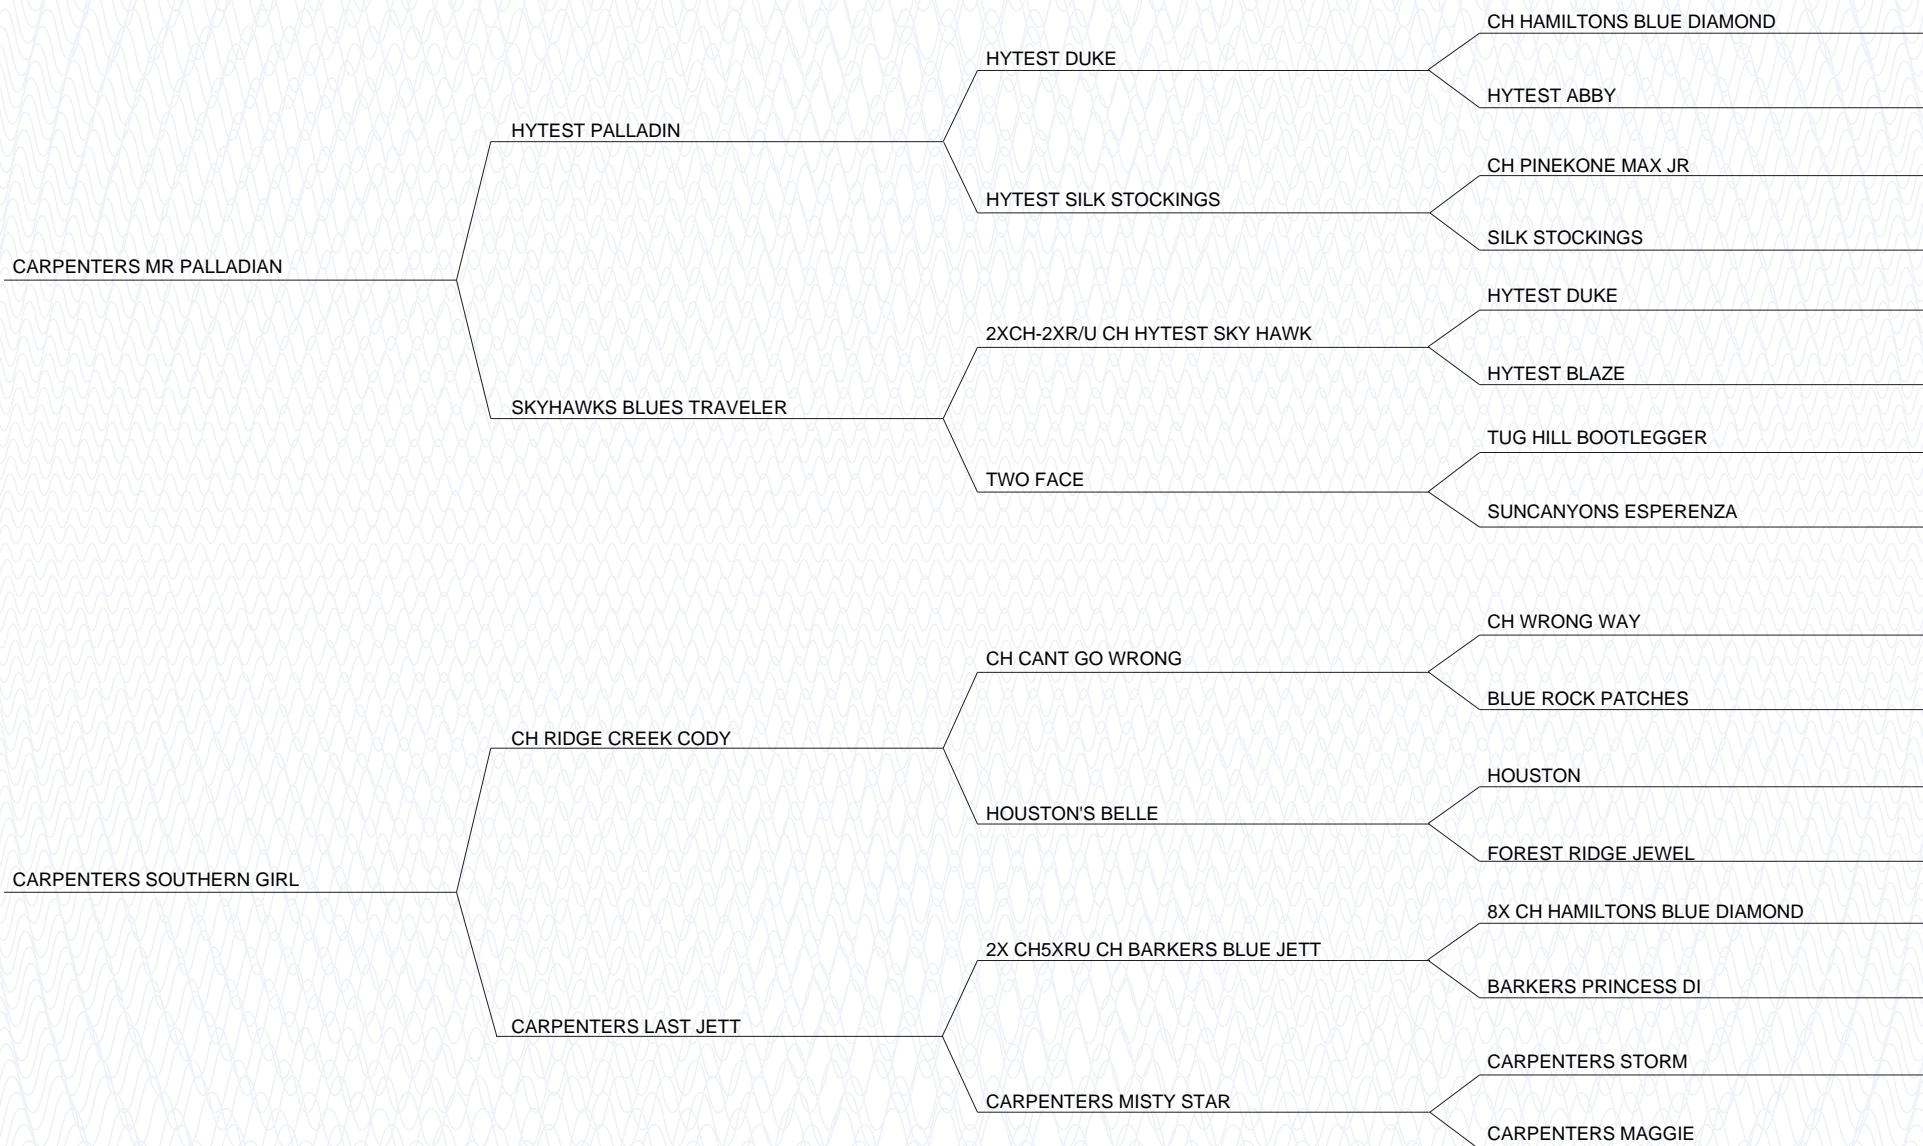 CH HAMILTONS BLUE DIAMOND
HYTEST DUKE
HYTEST ABBY
HYTEST PALLADIN
CH PINEKONE MAX JR
HYTEST SILK STOCKINGS
SILK STOCKINGS
CARPENTERS MR PALLADIAN
HYTEST DUKE
2XCH-2XR/U CH HYTEST SKY HAWK
HYTEST BLAZE
SKYHAWKS BLUES TRAVELER
TUG HILL BOOTLEGGER
TWO FACE
SUNCANYONS ESPERENZA
CH WRONG WAY
CH CANT GO WRONG
BLUE ROCK PATCHES
CH RIDGE CREEK CODY
HOUSTON
HOUSTON'S BELLE
FOREST RIDGE JEWEL
CARPENTERS SOUTHERN GIRL
8X CH HAMILTONS BLUE DIAMOND
2X CH5XRU CH BARKERS BLUE JETT
BARKERS PRINCESS DI
CARPENTERS LAST JETT
CARPENTERS STORM
CARPENTERS MISTY STAR
CARPENTERS MAGGIE